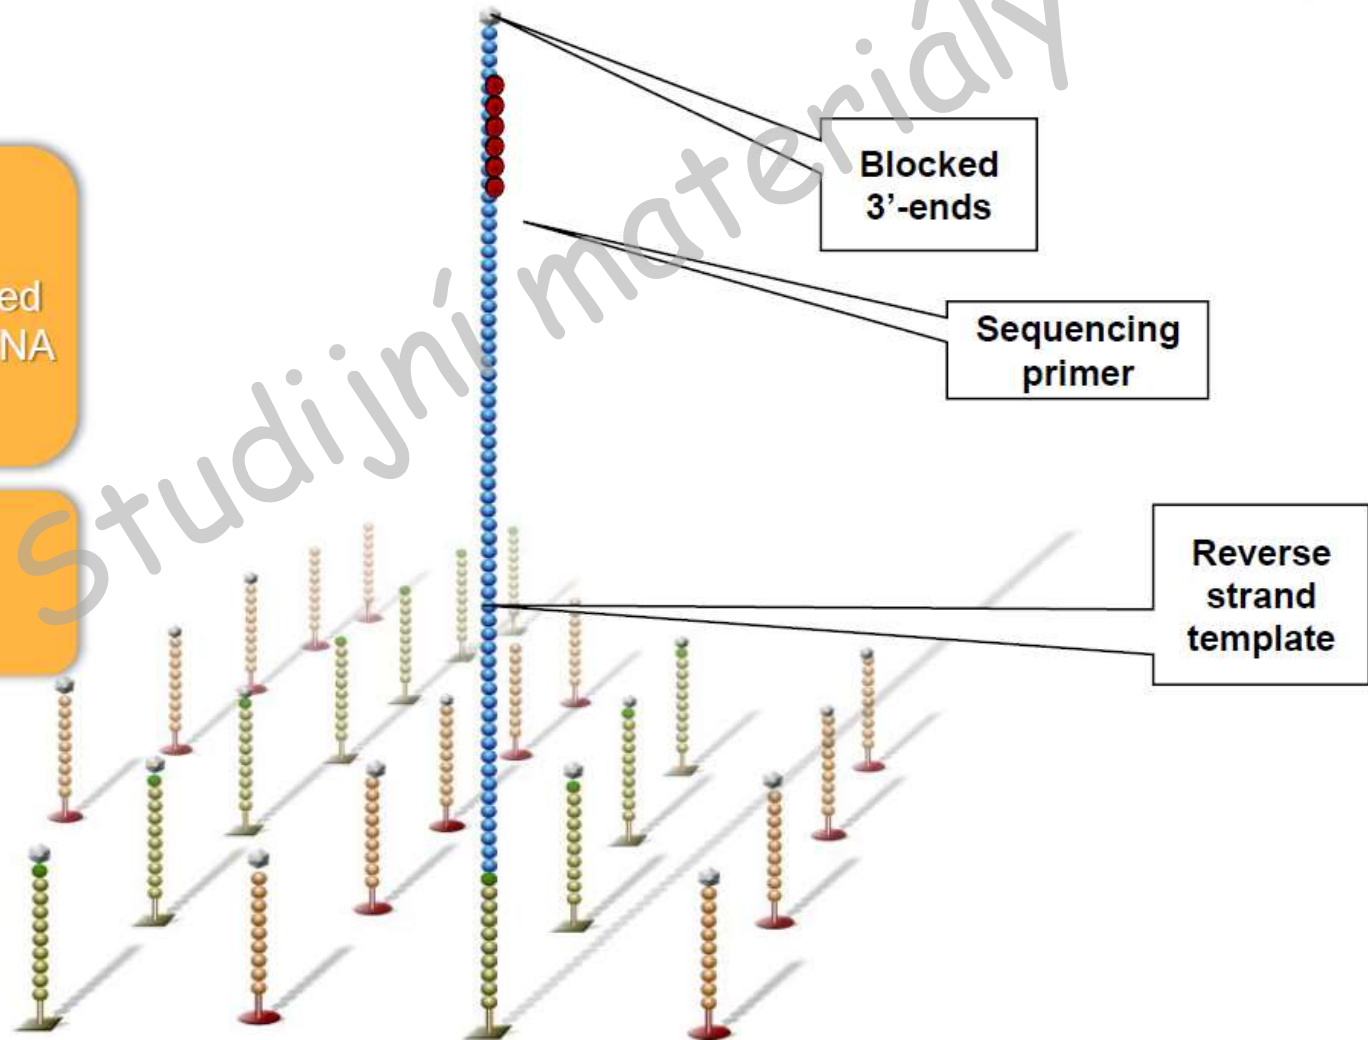 Studijní materiály
Blocked
3’-ends
Sequencing
primer
ed
NA
Reverse
strand
template